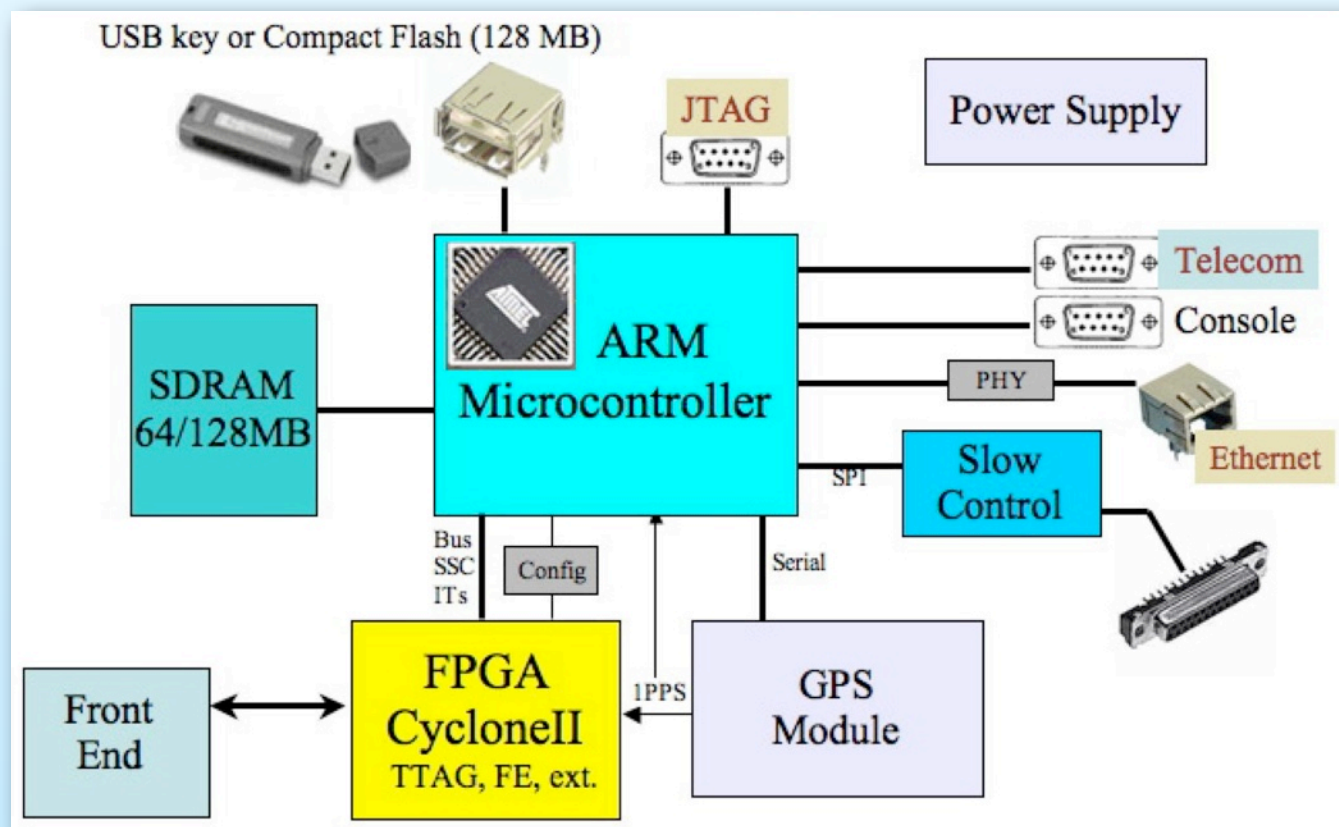 USB key or Compact Flash (128 MB)
JTAG
Power Supply
ATMEL
ARM
Microcontroller
Telecom
Console
PHY
Ethernet
SDRAM
64/128MB
SPI
Slow
Control
Bus
SSC
ITs
Config
Serial
FPGA
CycloneII
TTAG, FE, ext.
1PPS
GPS
Module
Front
End